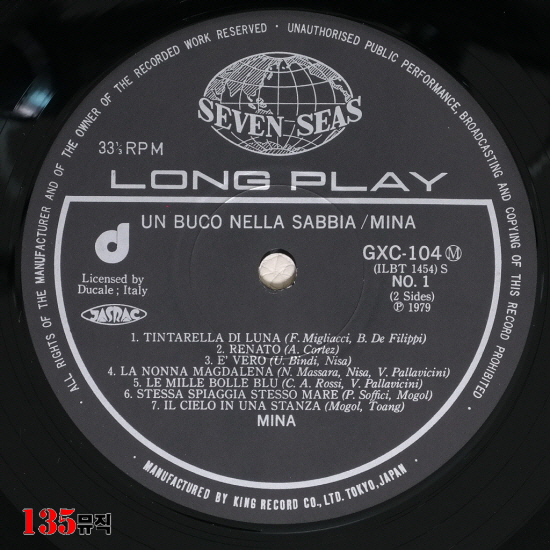 ALL RIGHTS OF THE MANUFACTURER AND OF THE OWNER OF THE RECORDED WORK RESERVED · UNAUTHORISED PUBLIC PERFORMANCE, BROADCASTING AND COPYING OF THIS RECORD PROHIBITED ·
SEVEN SEAS
33⅓ RPM
LONG PLAY
UN BUCO NELLA SABBIA/MINA
d
Licensed by
Ducale ; Italy
JASRAC
GXC-104 Ⓜ
(ILBT 1454) S
NO. 1
(2 Sides)
Ⓟ 1979
1. TINTARELLA DI LUNA (F. Migliacci, B. De Filippi)
2. RENATO (A. Cortez)
3. E' VERO (U. Bindi, Nisa)
4. LA NONNA MAGDALENA (N. Massara, Nisa, V. Pallavicini)
5. LE MILLE BOLLE BLU (C. A. Rossi, V. Pallavicini)
6. STESSA SPIAGGIA STESSO MARE (P. Soffici, Mogol)
7. IL CIELO IN UNA STANZA (Mogol, Toang)
MINA
MANUFACTURED BY KING RECORD CO., LTD. TOKYO, JAPAN
135뮤직